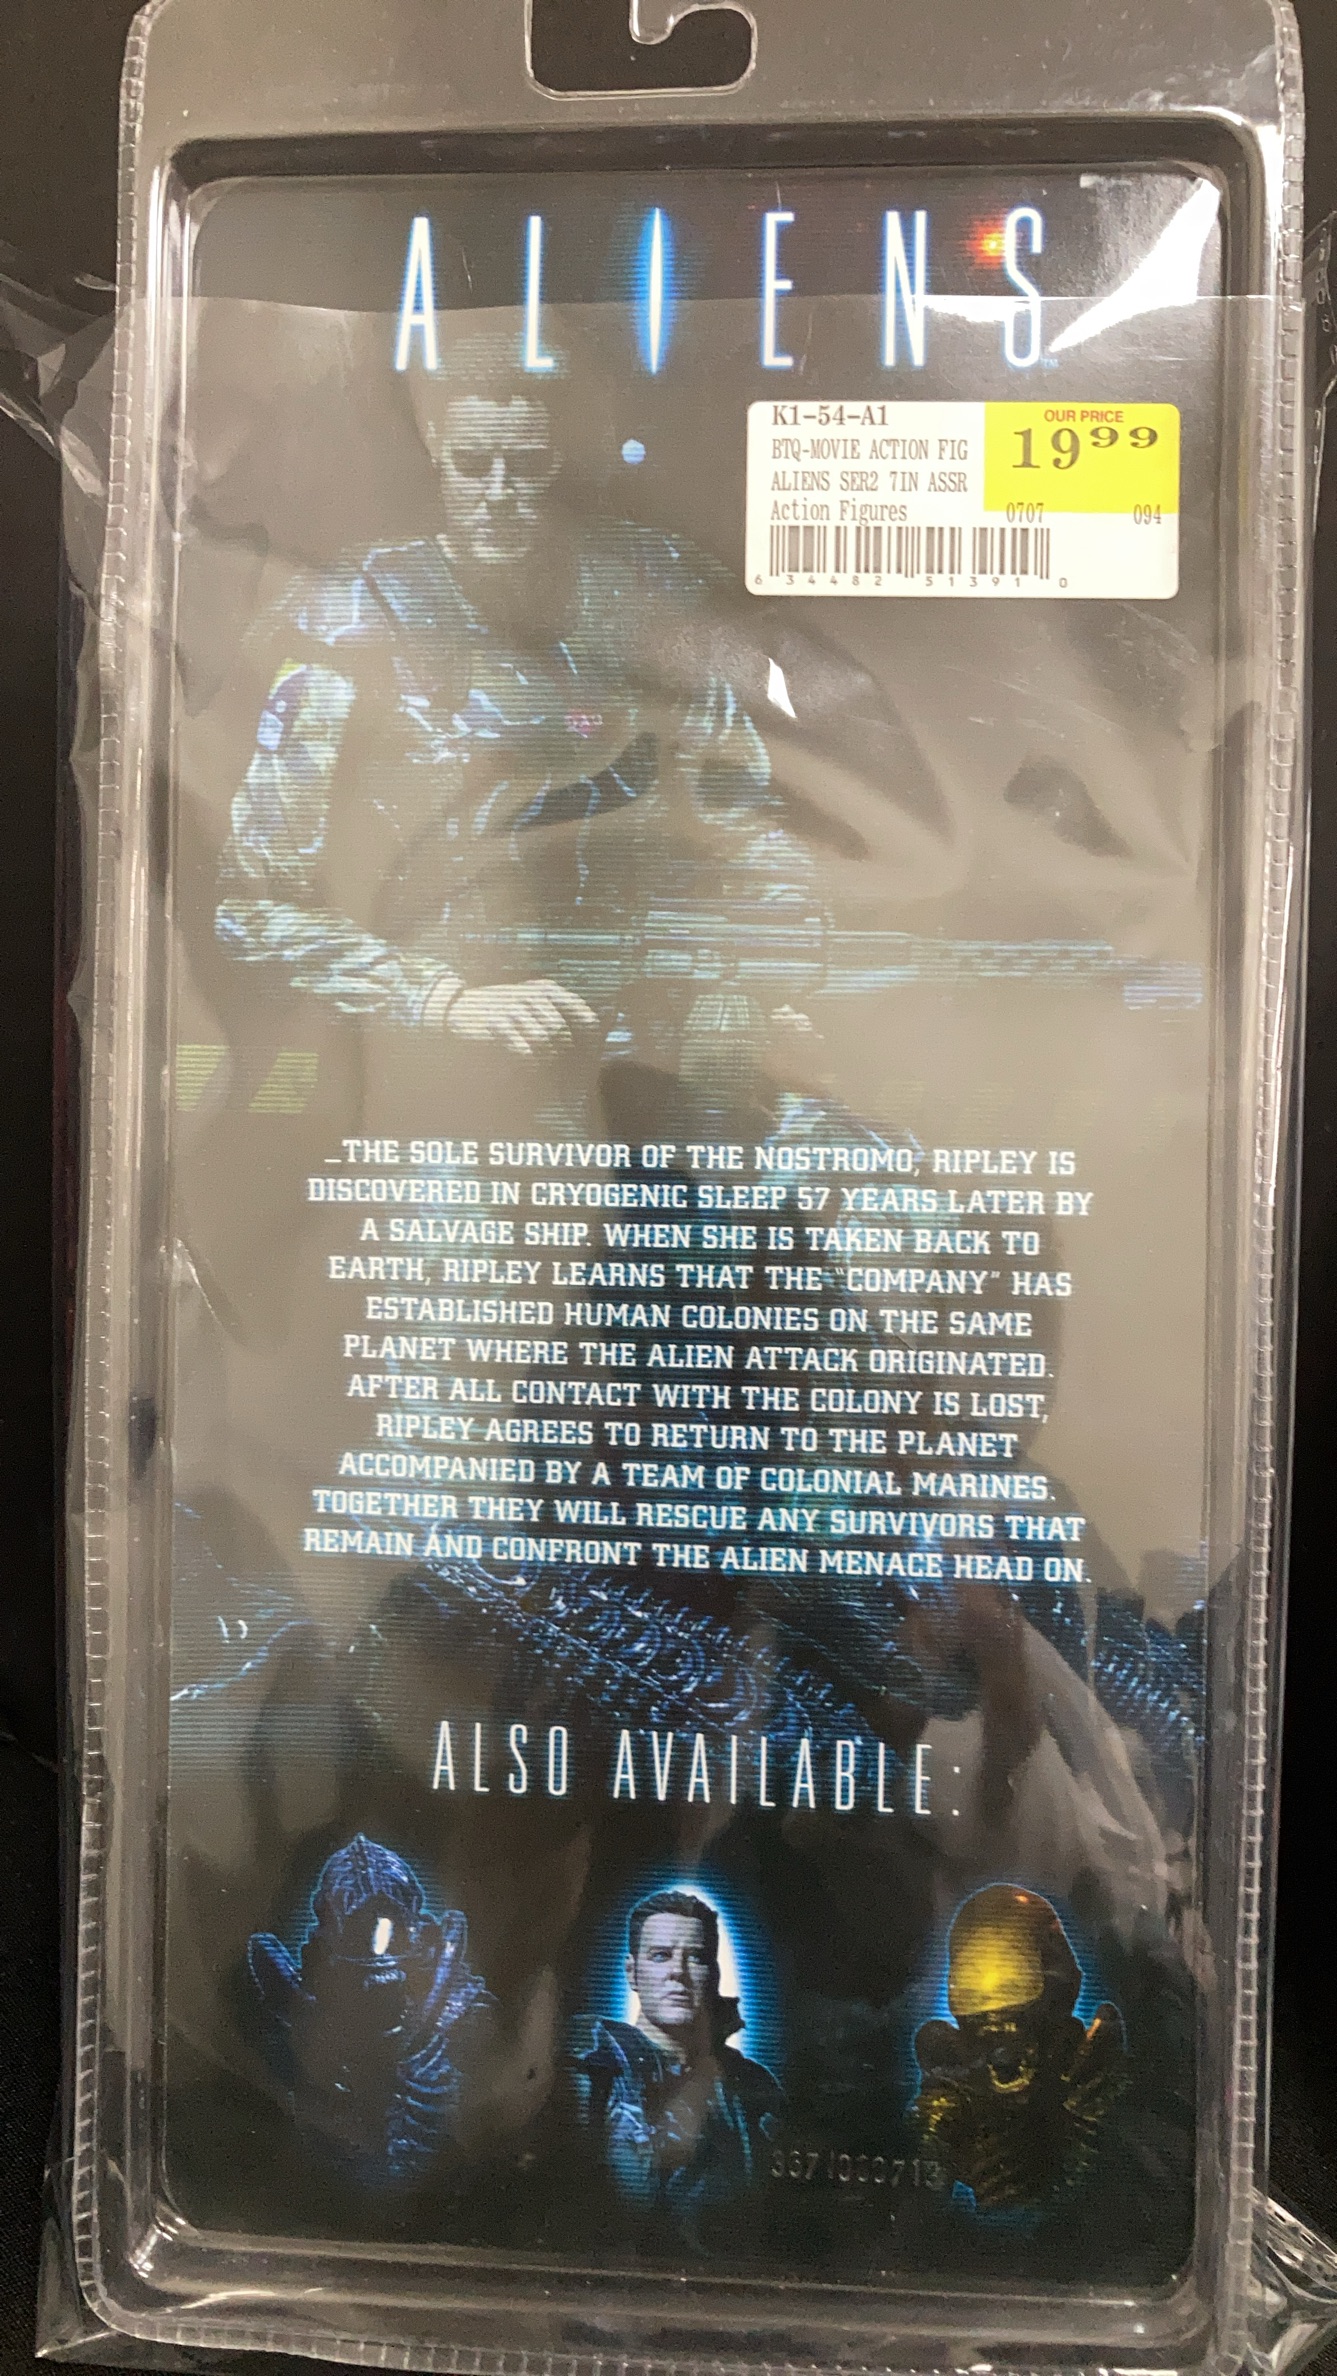 ALIENS
K1-54-A1
OUR PRICE
19⁹⁹
BTQ-MOVIE ACTION FIG
ALIENS SER2 7IN ASSR
Action Figures 0707 094
6 34482 51391 0
_THE SOLE SURVIVOR OF THE NOSTROMO, RIPLEY IS
DISCOVERED IN CRYOGENIC SLEEP 57 YEARS LATER BY
A SALVAGE SHIP. WHEN SHE IS TAKEN BACK TO
EARTH, RIPLEY LEARNS THAT THE "COMPANY" HAS
ESTABLISHED HUMAN COLONIES ON THE SAME
PLANET WHERE THE ALIEN ATTACK ORIGINATED.
AFTER ALL CONTACT WITH THE COLONY IS LOST,
RIPLEY AGREES TO RETURN TO THE PLANET
ACCOMPANIED BY A TEAM OF COLONIAL MARINES.
TOGETHER THEY WILL RESCUE ANY SURVIVORS THAT
REMAIN AND CONFRONT THE ALIEN MENACE HEAD ON.
ALSO AVAILABLE: